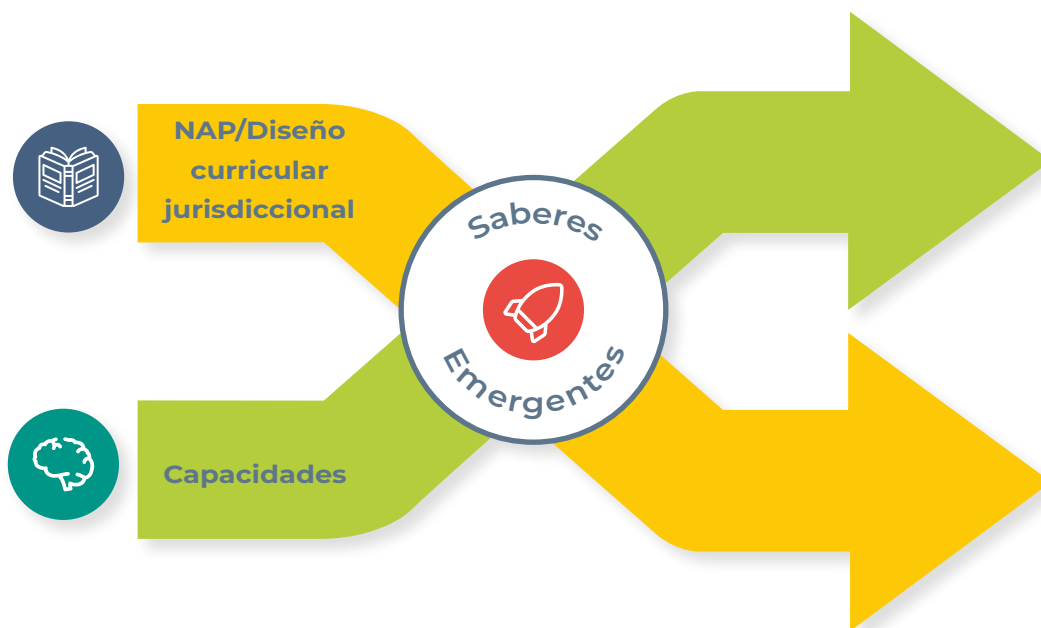 NAP/Diseño
curricular
jurisdiccional
Saberes
Emergentes
Capacidades